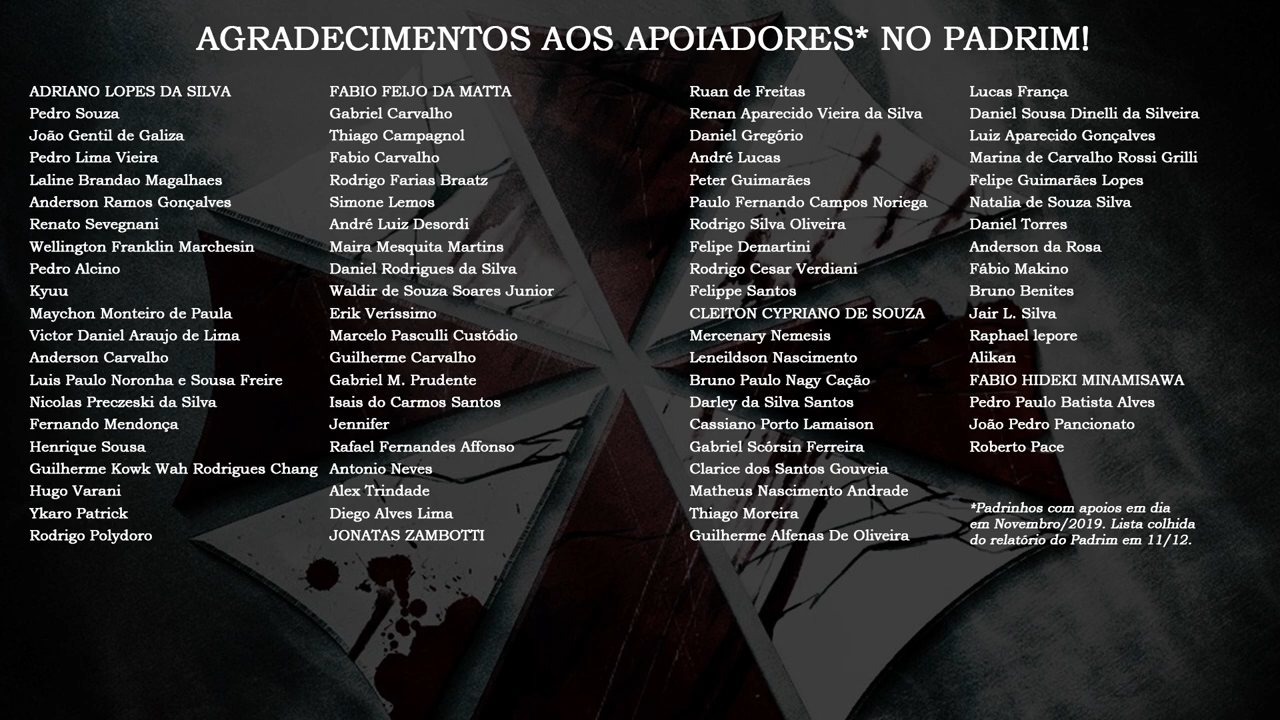 AGRADECIMENTOS AOS APOIADORES* NO PADRIM!
ADRIANO LOPES DA SILVA
Pedro Souza
João Gentil de Galiza
Pedro Lima Vieira
Laline Brandao Magalhaes
Anderson Ramos Gonçalves
Renato Sevegnani
Wellington Franklin Marchesin
Pedro Alcino
Kyuu
Maychon Monteiro de Paula
Victor Daniel Araujo de Lima
Anderson Carvalho
Luis Paulo Noronha e Sousa Freire
Nicolas Preczeski da Silva
Fernando Mendonça
Henrique Sousa
Guilherme Kowk Wah Rodrigues Chang
Hugo Varani
Ykaro Patrick
Rodrigo Polydoro
FABIO FEIJO DA MATTA
Gabriel Carvalho
Thiago Campagnol
Fabio Carvalho
Rodrigo Farias Braatz
Simone Lemos
André Luiz Desordi
Maira Mesquita Martins
Daniel Rodrigues da Silva
Waldir de Souza Soares Junior
Erik Veríssimo
Marcelo Pasculli Custódio
Guilherme Carvalho
Gabriel M. Prudente
Isais do Carmos Santos
Jennifer
Rafael Fernandes Affonso
Antonio Neves
Alex Trindade
Diego Alves Lima
JONATAS ZAMBOTTI
Ruan de Freitas
Renan Aparecido Vieira da Silva
Daniel Gregório
André Lucas
Peter Guimarães
Paulo Fernando Campos Noriega
Rodrigo Silva Oliveira
Felipe Demartini
Rodrigo Cesar Verdiani
Felippe Santos
CLEITON CYPRIANO DE SOUZA
Mercenary Nemesis
Leneildson Nascimento
Bruno Paulo Nagy Cação
Darley da Silva Santos
Cassiano Porto Lamaison
Gabriel Scórsin Ferreira
Clarice dos Santos Gouveia
Matheus Nascimento Andrade
Thiago Moreira
Guilherme Alfenas De Oliveira
Lucas França
Daniel Sousa Dinelli da Silveira
Luiz Aparecido Gonçalves
Marina de Carvalho Rossi Grilli
Felipe Guimarães Lopes
Natalia de Souza Silva
Daniel Torres
Anderson da Rosa
Fábio Makino
Bruno Benites
Jair L. Silva
Raphael lepore
Alikan
FABIO HIDEKI MINAMISAWA
Pedro Paulo Batista Alves
João Pedro Pancionato
Roberto Pace
*Padrinhos com apoios em dia
em Novembro/2019. Lista colhida
do relatório do Padrim em 11/12.